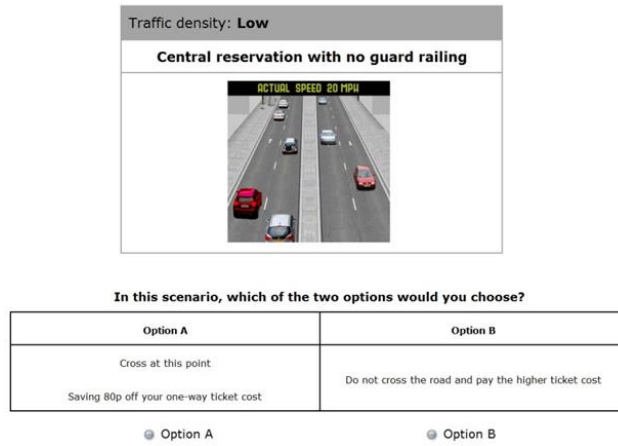 Traffic density: Low
Central reservation with no guard railing
ACTUAL SPEED 20 MPH
In this scenario, which of the two options would you choose?
Option A
Option B
Cross at this point
Saving 80p off your one-way ticket cost
Do not cross the road and pay the higher ticket cost
Option A
Option B